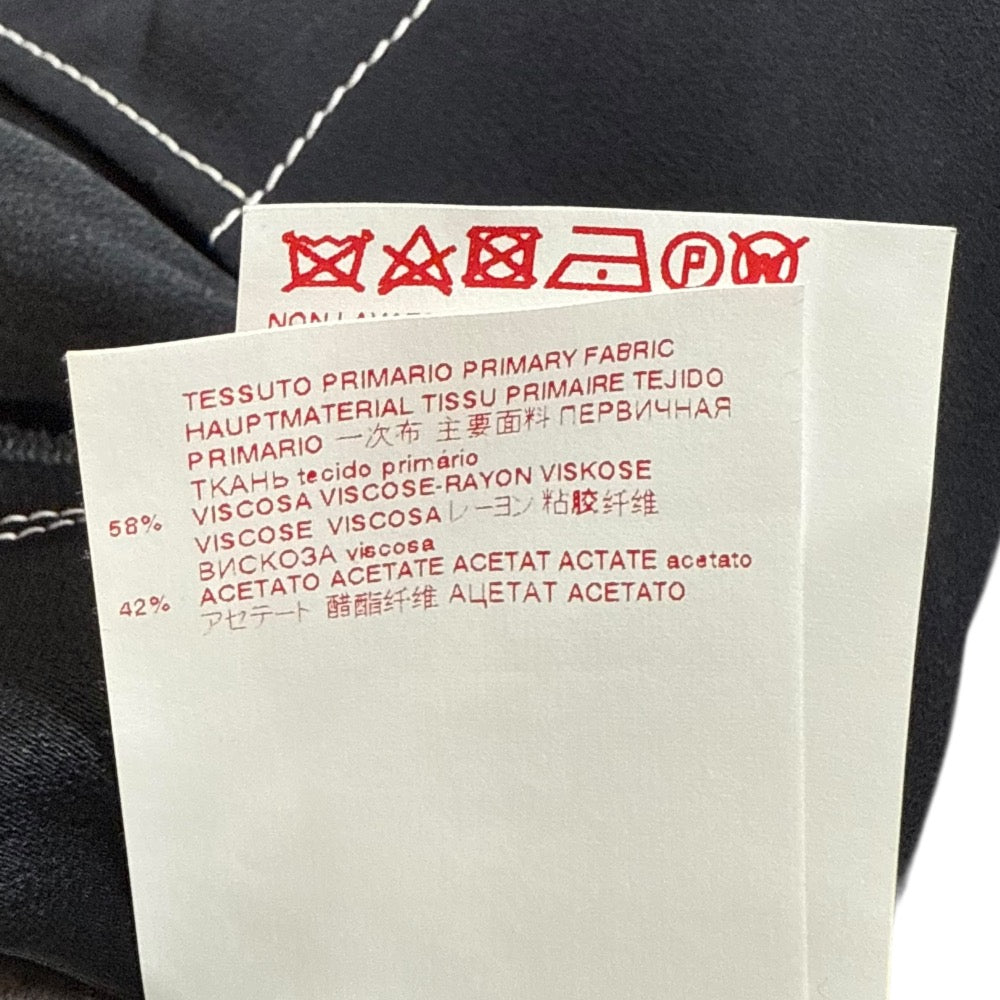 P
W
TESSUTO PRIMARIO PRIMARY FABRIC
HAUPTMATERIAL TISSU PRIMAIRE TEJIDO
PRIMARIO 一次布 主要面料 ПЕРВИЧНАЯ
ТКАНЬ tecido primário
58% VISCOSA VISCOSE-RAYON VISKOSE
VISCOSE VISCOSA レーヨン 粘胶纤维
ВИСКОЗА viscosa
42% ACETATO ACETATE ACETAT ACTATE acetato
アセテート 醋酯纤维 АЦЕТАТ ACETATO